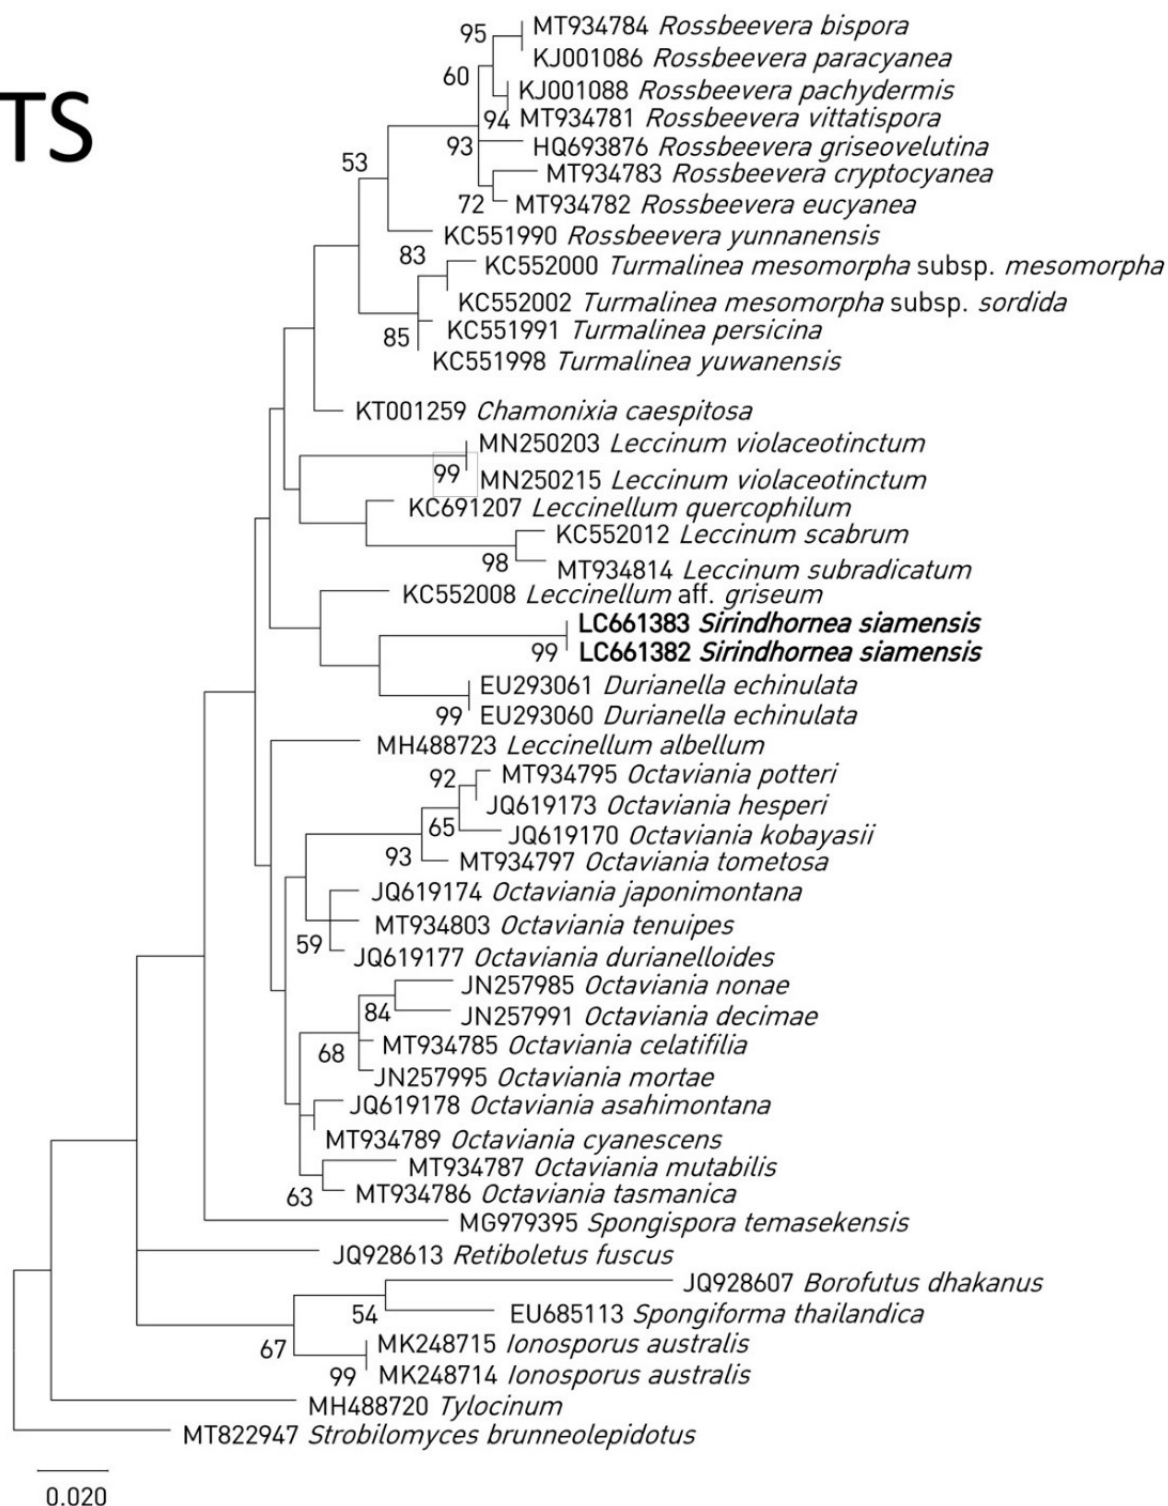 TS
95
MT934784 Rossbeevera bispora
KJ001086 Rossbeevera paracyanea
60
KJ001088 Rossbeevera pachydermis
94
MT934781 Rossbeevera vittatispora
93
HQ693876 Rossbeevera griseovelutina
53
MT934783 Rossbeevera cryptocyanea
72
MT934782 Rossbeevera eucyanea
KC551990 Rossbeevera yunnanensis
83
KC552000 Turmalinea mesomorpha subsp. mesomorpha
KC552002 Turmalinea mesomorpha subsp. sordida
85
KC551991 Turmalinea persicina
KC551998 Turmalinea yuwanensis
KT001259 Chamonixia caespitosa
MN250203 Leccinum violaceotinctum
99
MN250215 Leccinum violaceotinctum
KC691207 Leccinellum quercophilum
KC552012 Leccinum scabrum
98
MT934814 Leccinum subradicatum
KC552008 Leccinellum aff. griseum
LC661383 Sirindhornea siamensis
99
LC661382 Sirindhornea siamensis
EU293061 Durianella echinulata
99
EU293060 Durianella echinulata
MH488723 Leccinellum albellum
92
MT934795 Octaviania potteri
JQ619173 Octaviania hesperi
65
JQ619170 Octaviania kobayasii
93
MT934797 Octaviania tometosa
JQ619174 Octaviania japonimontana
MT934803 Octaviania tenuipes
59
JQ619177 Octaviania durianelloides
JN257985 Octaviania nonae
84
JN257991 Octaviania decimae
68
MT934785 Octaviania celatifilia
JN257995 Octaviania mortae
JQ619178 Octaviania asahimontana
MT934789 Octaviania cyanescens
MT934787 Octaviania mutabilis
63
MT934786 Octaviania tasmanica
MG979395 Spongispora temasekensis
JQ928613 Retiboletus fuscus
JQ928607 Borofutus dhakanus
54
EU685113 Spongiforma thailandica
67
MK248715 Ionosporus australis
99
MK248714 Ionosporus australis
MH488720 Tylocinum
MT822947 Strobilomyces brunneolepidotus
0.020